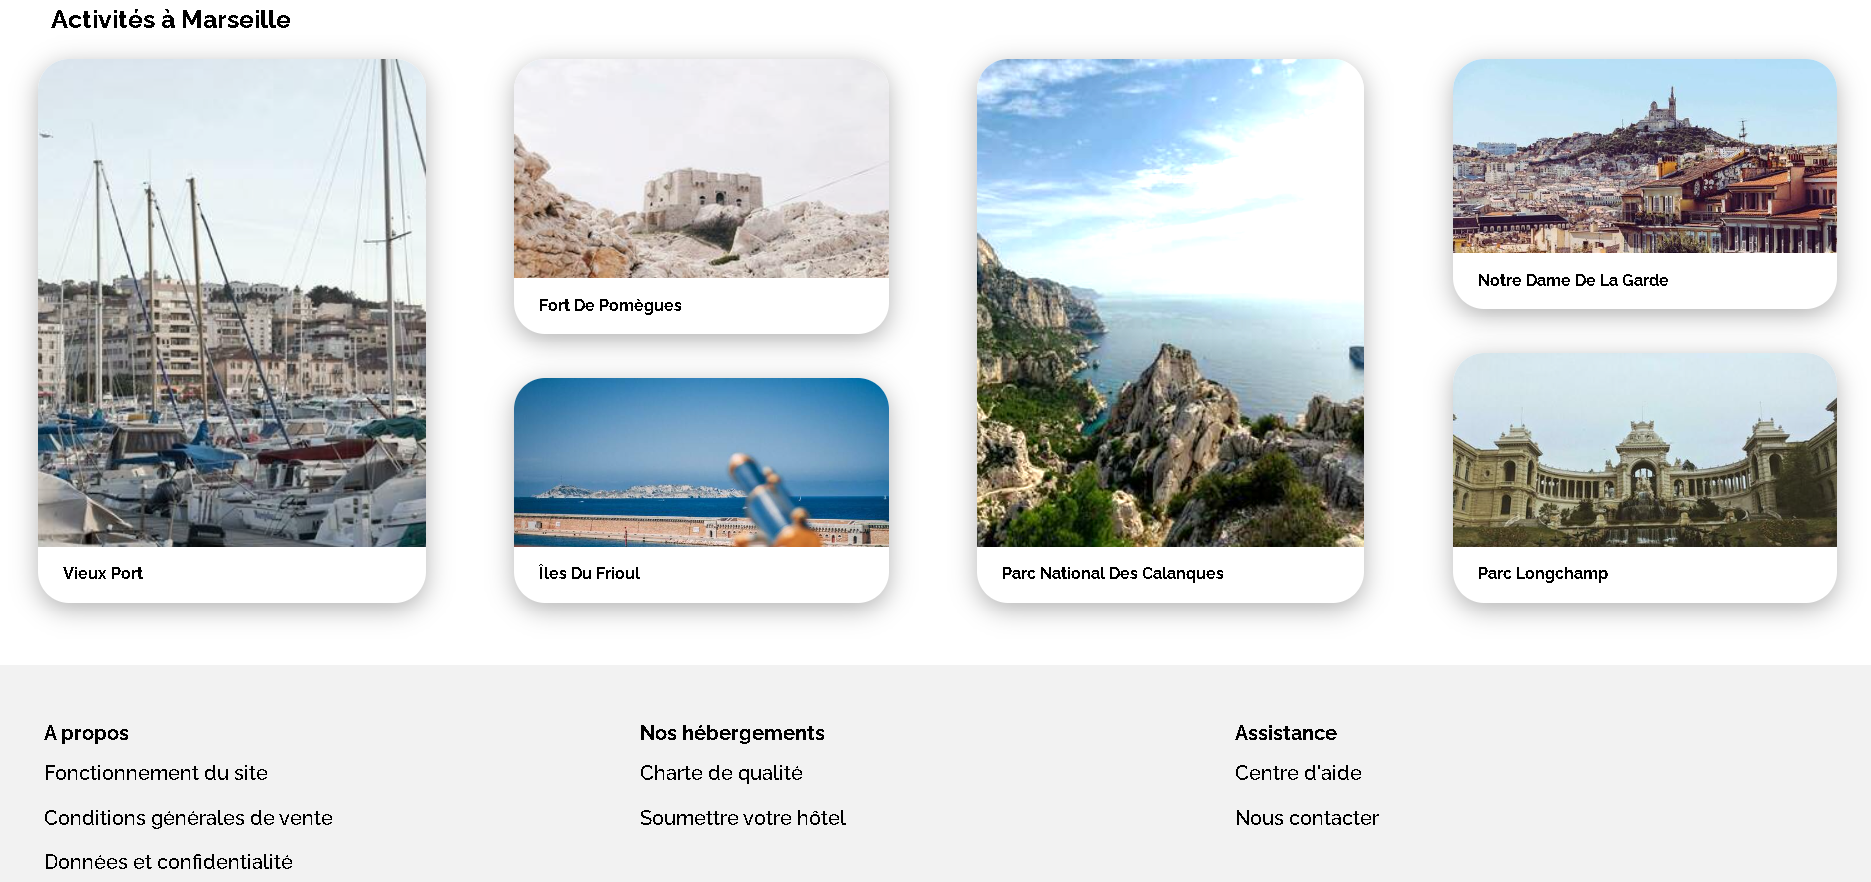 Activités à Marseille
Vieux Port
Fort De Pomègues
Îles Du Frioul
Parc National Des Calanques
Notre Dame De La Garde
Parc Longchamp
A propos
Fonctionnement du site
Conditions générales de vente
Données et confidentialité
Nos hébergements
Charte de qualité
Soumettre votre hôtel
Assistance
Centre d'aide
Nous contacter